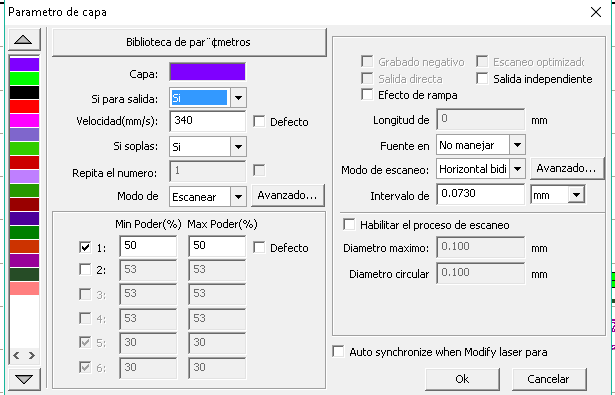 Parametro de capa
Biblioteca de par¨¢metros
Capa:
Si para salida: Si
Velocidad(mm/s): 340 Defecto
Si soplas: Si
Repita el numero: 1
Modo de Escanear Avanzado...
Min Poder(%) Max Poder(%)
1: 50 50 Defecto
2: 53 53
3: 53 53
4: 53 53
5: 30 30
6: 30 30
Grabado negativo Escaneo optimizado
Salida directa Salida independiente
Efecto de rampa
Longitud de 0 mm
Fuente en No manejar
Modo de escaneo: Horizontal bidi Avanzado...
Intervalo de 0.0730 mm
Habilitar el proceso de escaneo
Diametro maximo: 0.100 mm
Diametro circular 0.100 mm
Auto synchronize when Modify laser para
Ok Cancelar